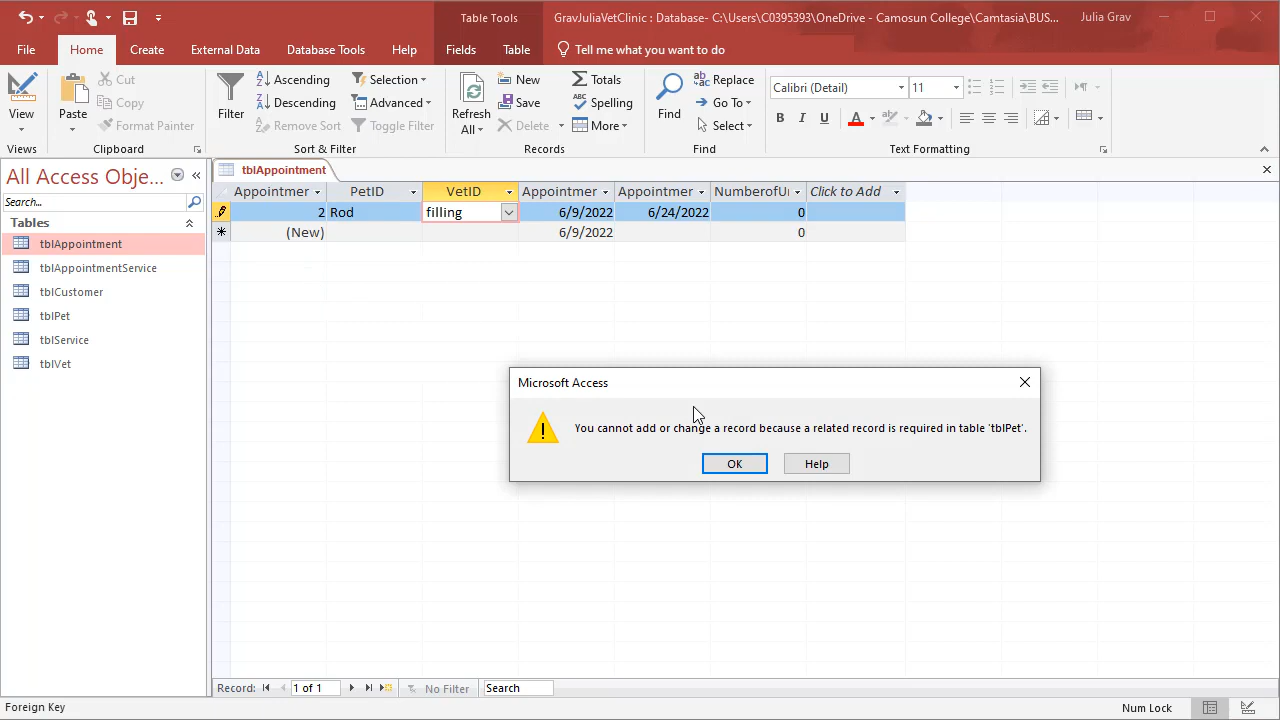 Table Tools
GravJuliaVetClinic : Database- C:\Users\C0395393\OneDrive - Camosun College\Camtasia\BUS...
Julia Grav
File
Home
Create
External Data
Database Tools
Help
Fields
Table
Tell me what you want to do
View
Views
Paste
Cut
Copy
Format Painter
Clipboard
Filter
Ascending
Descending
Remove Sort
Selection
Advanced
Toggle Filter
Sort & Filter
Refresh
All
New
Save
Delete
Totals
Spelling
More
Records
Find
Replace
Go To
Select
Find
Calibri (Detail)
11
B I U
A
Text Formatting
All Access Obje...
Search...
Tables
tblAppointment
tblAppointmentService
tblCustomer
tblPet
tblService
tblVet
tblAppointment
Appointmer PetID VetID Appointmer Appointmer NumberofUı Click to Add
2 Rod filling 6/9/2022 6/24/2022 0
(New) 6/9/2022 0
Microsoft Access
You cannot add or change a record because a related record is required in table 'tblPet'.
OK
Help
Record: 1 of 1 No Filter Search
Foreign Key
Num Lock